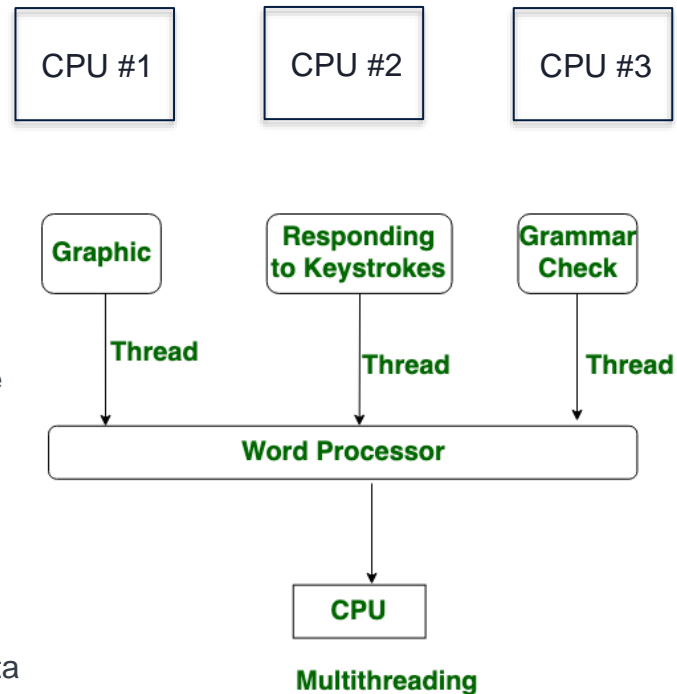 CPU #1
CPU #2
CPU #3
Graphic
Responding
to Keystrokes
Grammar
Check
Thread
Thread
Thread
Word Processor
CPU
Multithreading